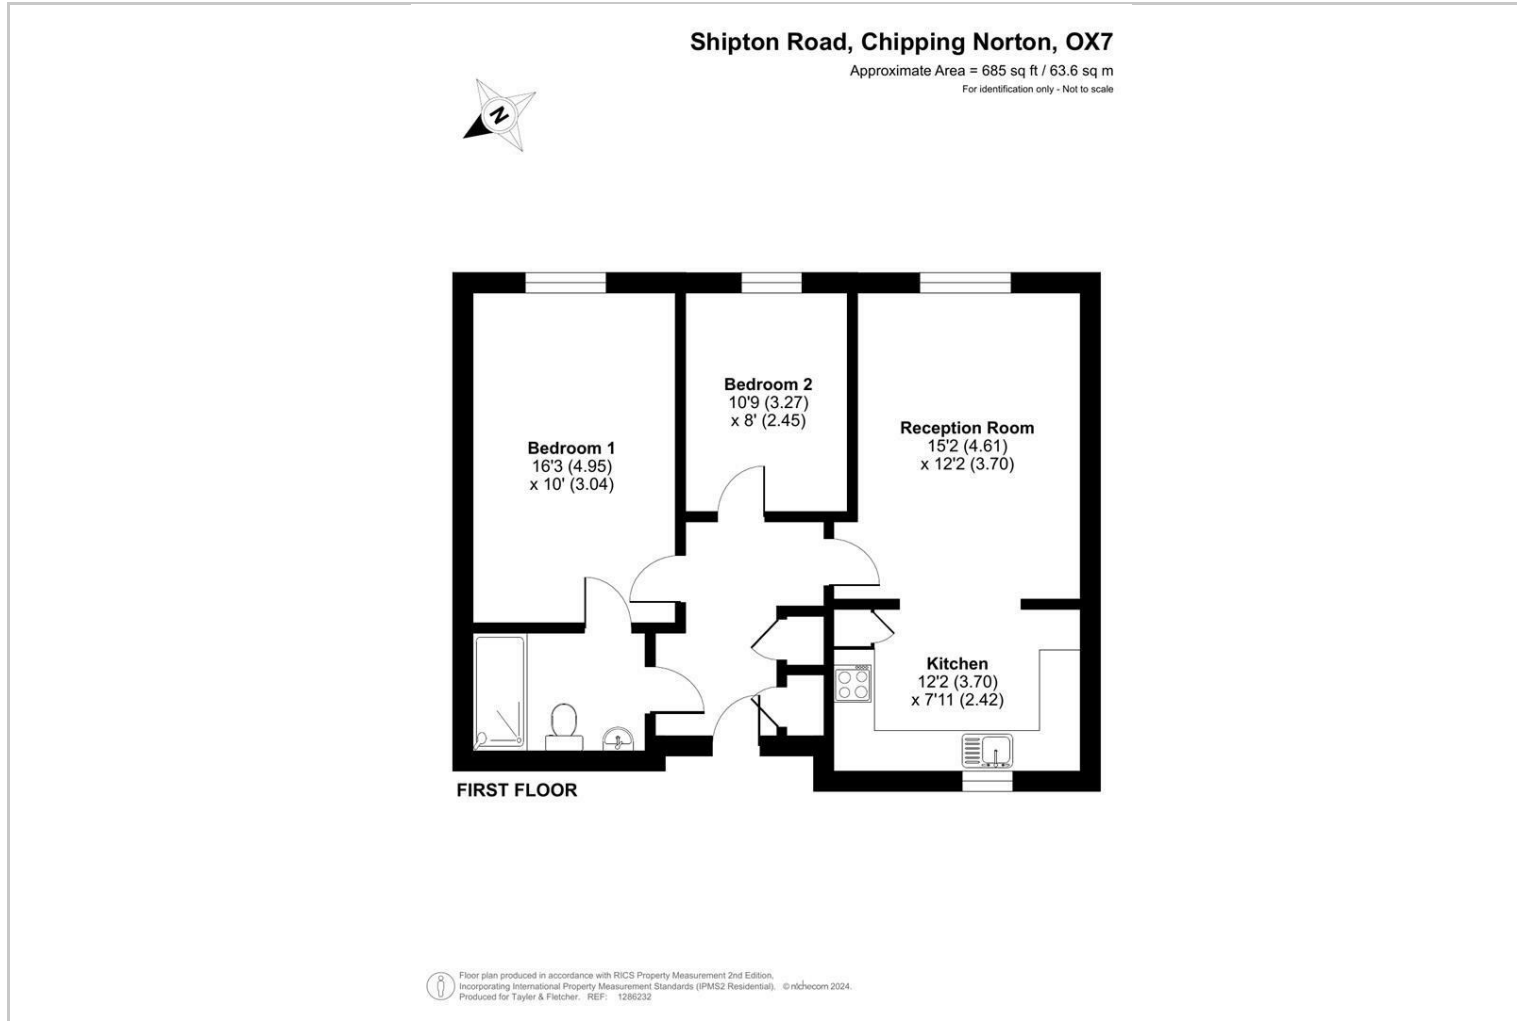 Shipton Road, Chipping Norton, OX7
Approximate Area = 685 sq ft / 63.6 sq m
For identification only - Not to scale
N
Bedroom 2
10'9 (3.27)
x 8' (2.45)
Reception Room
15'2 (4.61)
x 12'2 (3.70)
Bedroom 1
16'3 (4.95)
x 10' (3.04)
Kitchen
12'2 (3.70)
x 7'11 (2.42)
FIRST FLOOR
Floor plan produced in accordance with RICS Property Measurement 2nd Edition,
Incorporating International Property Measurement Standards (IPMS2 Residential). © nichecom 2024.
Produced for Tayler & Fletcher. REF: 1286232